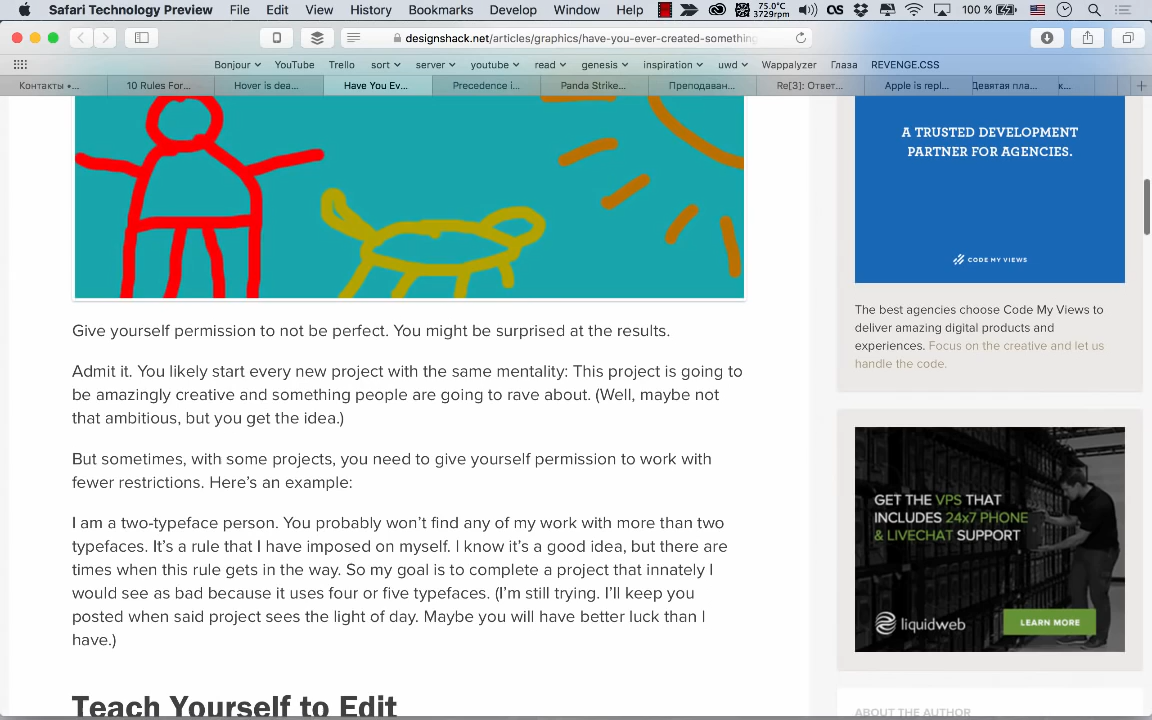 Safari Technology Preview File Edit View History Bookmarks Develop Window Help 75.0°C 3729rpm 100 %
designshack.net/articles/graphics/have-you-ever-created-something
Bonjour YouTube Trello sort server youtube read genesis inspiration uwd Wappalyzer Глаза REVENGE.CSS
Контакты •... 10 Rules For... Hover is dea... Have You Ev... Precedence i... Panda Strike... Преподаван... Re[3]: Ответ... Apple is repl... Девятая пла... к...
A TRUSTED DEVELOPMENT
PARTNER FOR AGENCIES.
CODE MY VIEWS
The best agencies choose Code My Views to
deliver amazing digital products and
experiences. Focus on the creative and let us
handle the code.
Give yourself permission to not be perfect. You might be surprised at the results.
Admit it. You likely start every new project with the same mentality: This project is going to
be amazingly creative and something people are going to rave about. (Well, maybe not
that ambitious, but you get the idea.)
But sometimes, with some projects, you need to give yourself permission to work with
fewer restrictions. Here's an example:
I am a two-typeface person. You probably won't find any of my work with more than two
typefaces. It's a rule that I have imposed on myself. I know it's a good idea, but there are
times when this rule gets in the way. So my goal is to complete a project that innately I
would see as bad because it uses four or five typefaces. (I'm still trying. I'll keep you
posted when said project sees the light of day. Maybe you will have better luck than I
have.)
Teach Yourself to Edit
GET THE VPS THAT
INCLUDES 24x7 PHONE
& LIVECHAT SUPPORT
liquidweb
LEARN MORE
ABOUT THE AUTHOR